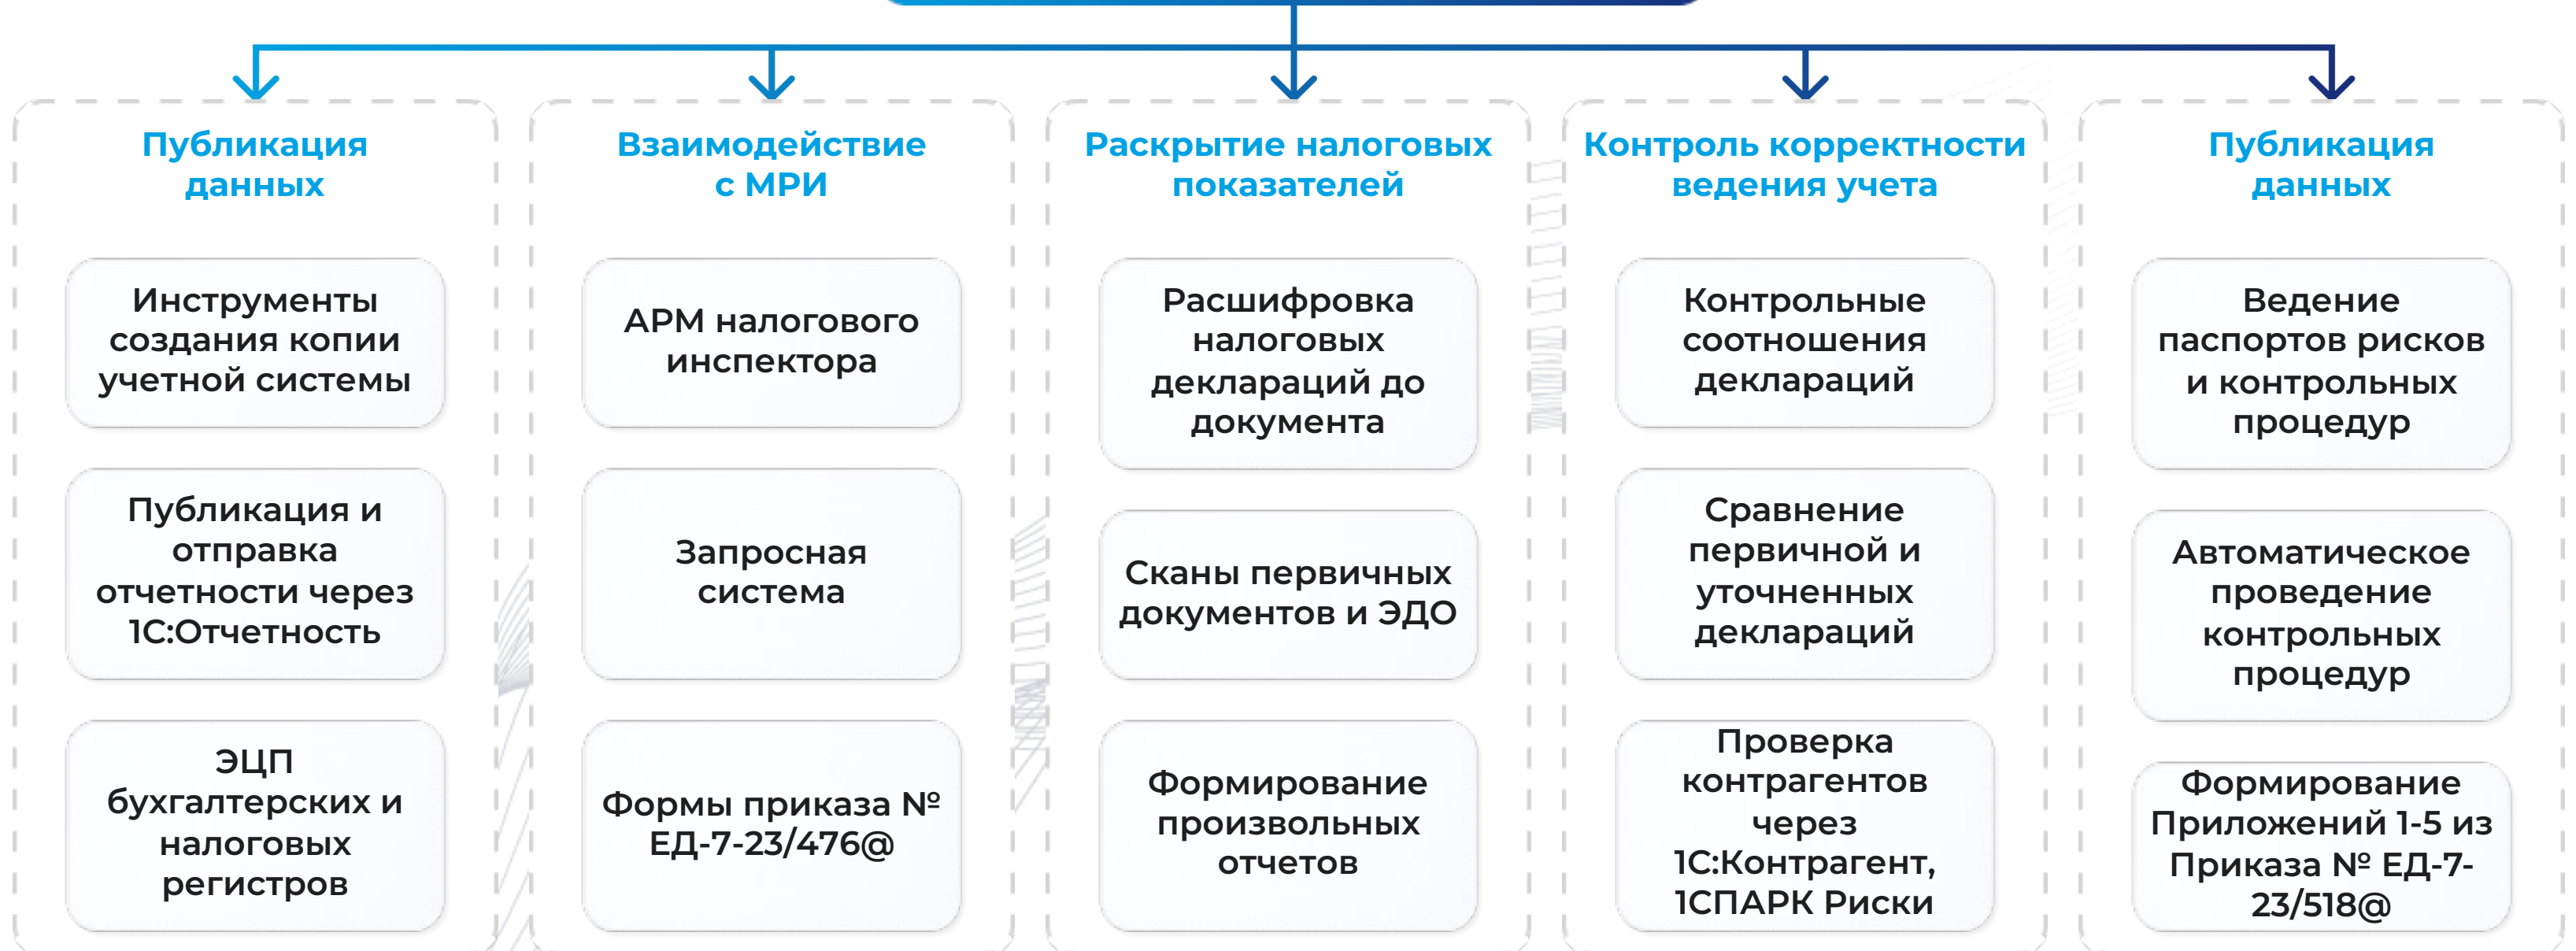 Публикация
данных
Инструменты
создания копии
учетной системы
Публикация и
отправка
отчетности через
1С:Отчетность
ЭЦП
бухгалтерских и
налоговых
регистров
Взаимодействие
с МРИ
АРМ налогового
инспектора
Запросная
система
Формы приказа №
ЕД-7-23/476@
Раскрытие налоговых
показателей
Расшифровка
налоговых
деклараций до
документа
Сканы первичных
документов и ЭДО
Формирование
произвольных
отчетов
Контроль корректности
ведения учета
Контрольные
соотношения
деклараций
Сравнение
первичной и
уточненных
деклараций
Проверка
контрагентов
через
1С:Контрагент,
1СПАРК Риски
Публикация
данных
Ведение
паспортов рисков
и контрольных
процедур
Автоматическое
проведение
контрольных
процедур
Формирование
Приложений 1-5 из
Приказа № ЕД-7-
23/518@